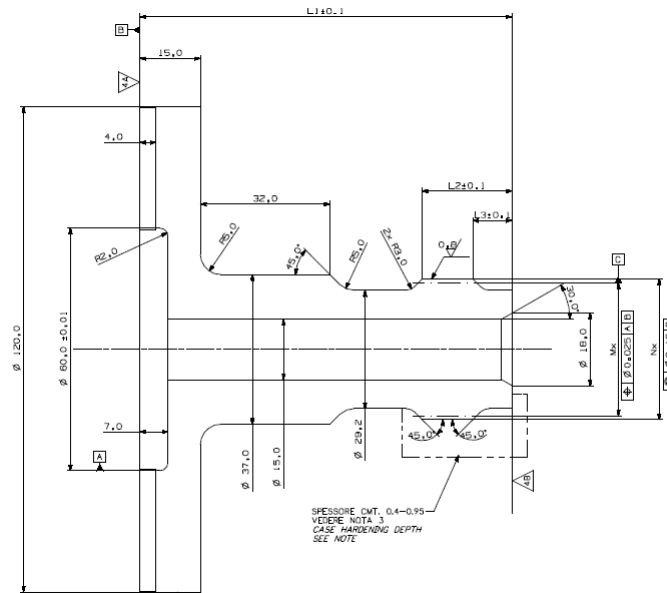 L1±0.1
B
15,0
4A
4,0
L2±0.1
32,0
L3±0.1
R5,0
45,0°
R5,0
2x R3,0
0,8
C
R2,0
30,0°
Ø 120,0
Ø 60,0 ±0,01
Ø 18,0
Mx
Ø 0,025 A B
Nx
7,0
A
Ø 37,0
Ø 15,0
Ø 29,2
45,0°
45,0°
4B
SPESSORE CMT. 0.4-0.95
VEDERE NOTA 3
CASE HARDENING DEPTH
SEE NOTE